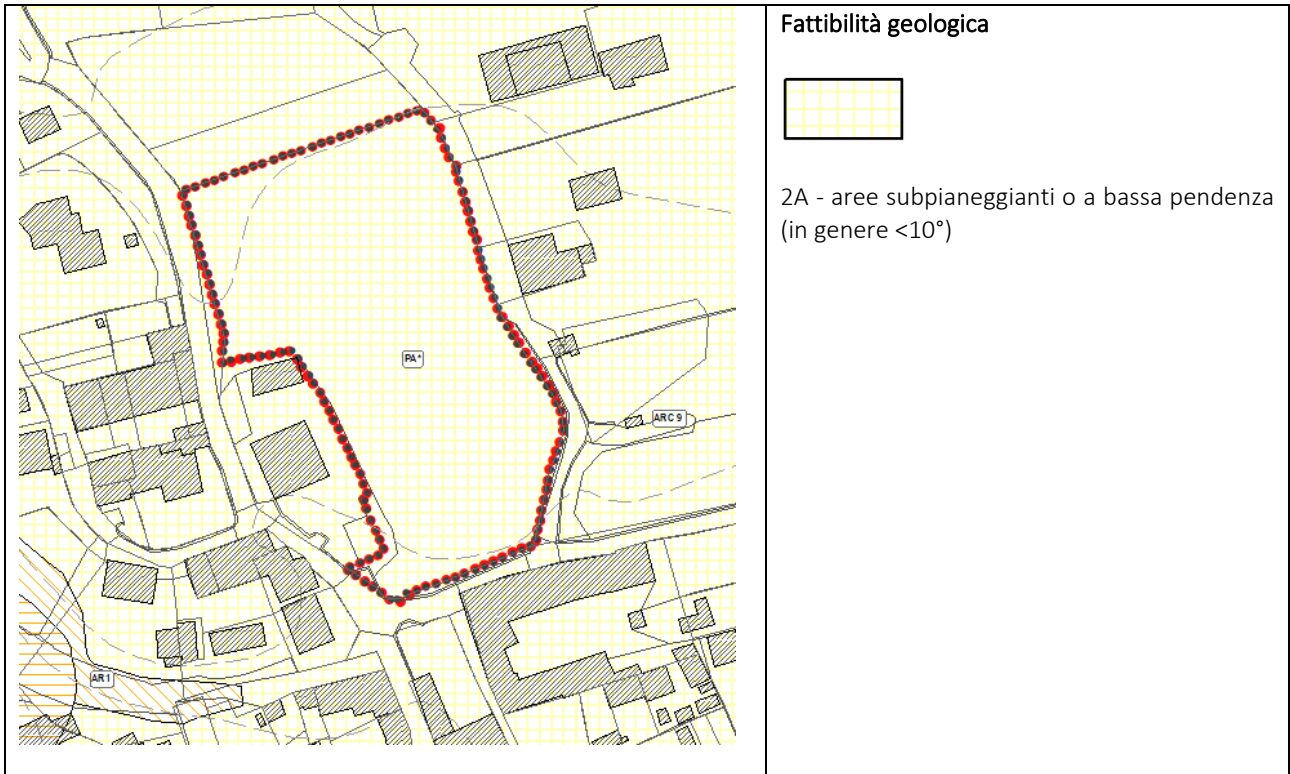 Fattibilità geologica
2A - aree subpianeggianti o a bassa pendenza
(in genere <10°)
PA*
ARC 9
AR 1